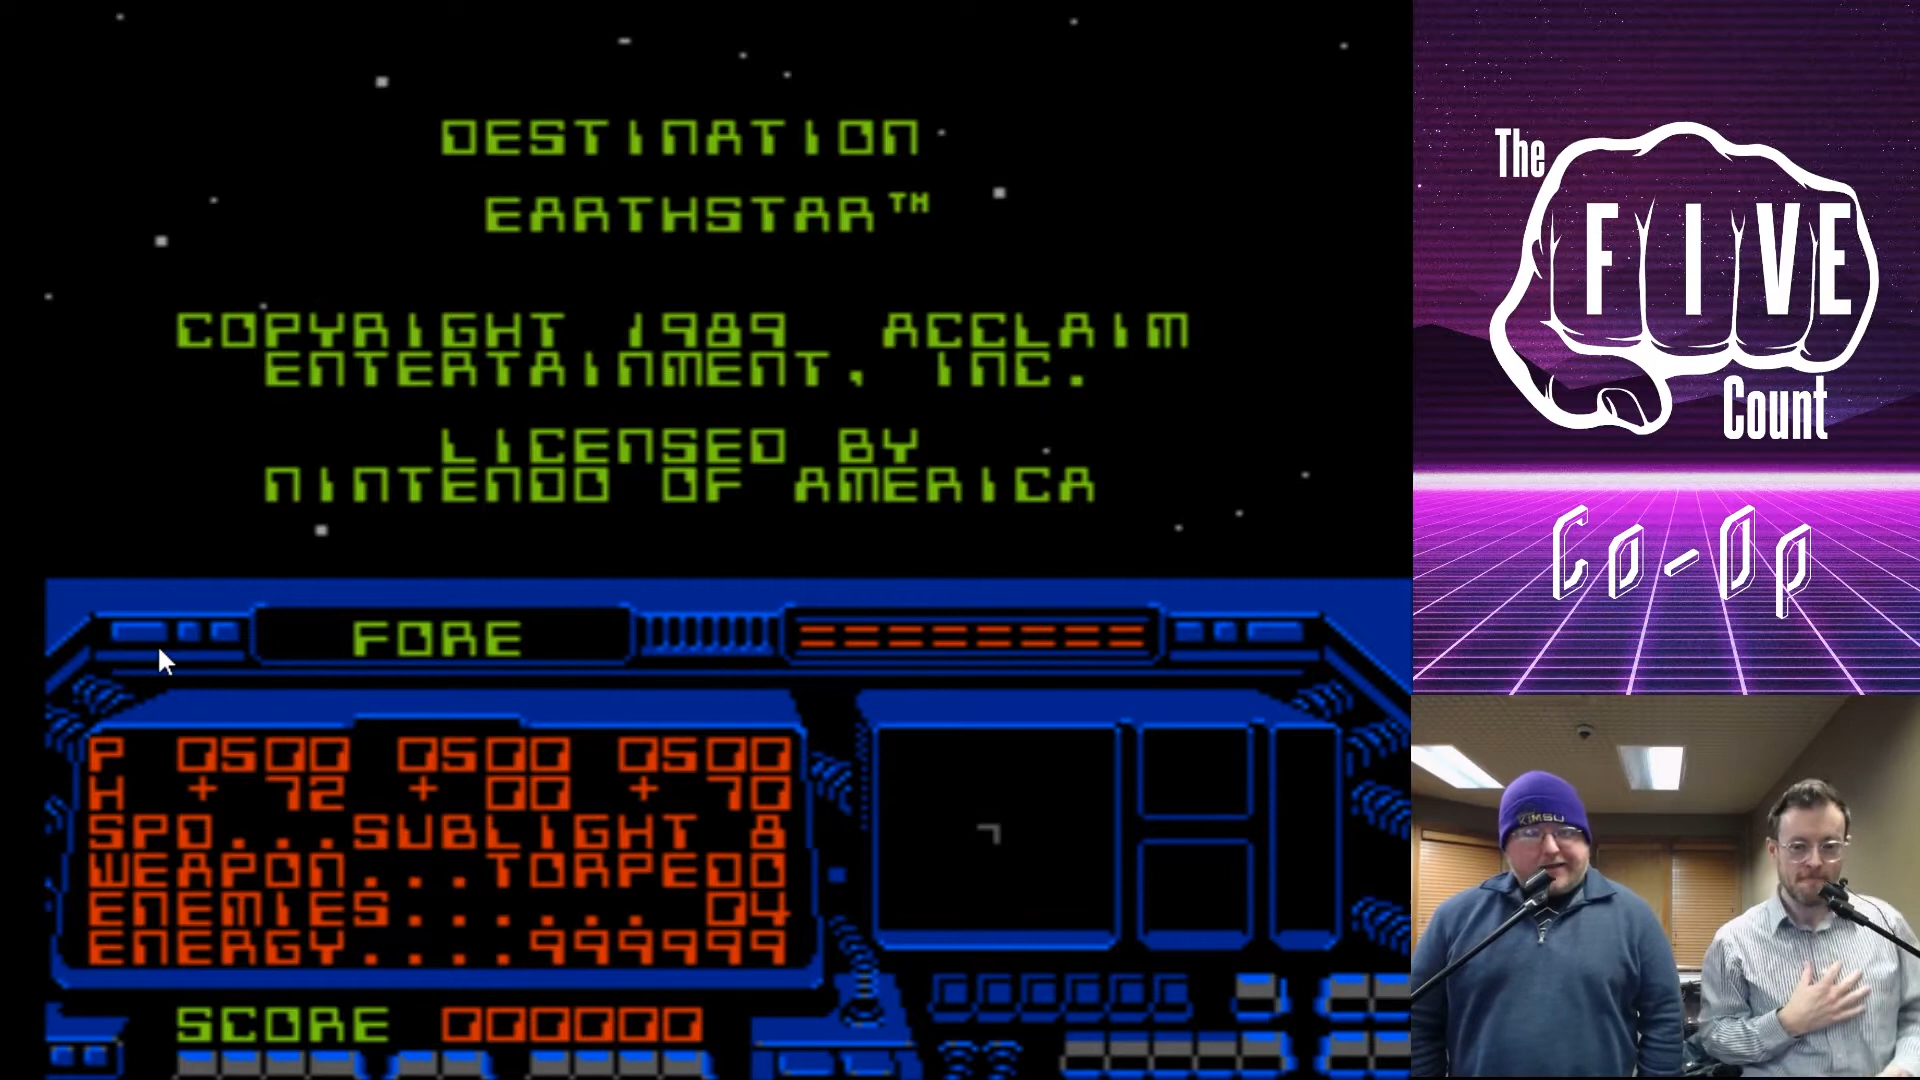 DESTINATION
EARTHSTAR™
COPYRIGHT 1989 ACCLAIM
ENTERTAINMENT, INC.
LICENSED BY
NINTENDO OF AMERICA
FORE
P 0500 0500 0500
H + 72 + 00 + 70
SPD...SUBLIGHT 8
WEAPON...TORPEDO
ENEMIES...... 04
ENERGY....999999
SCORE 000000
The
FIVE
Count
Co-Op
KIMSU